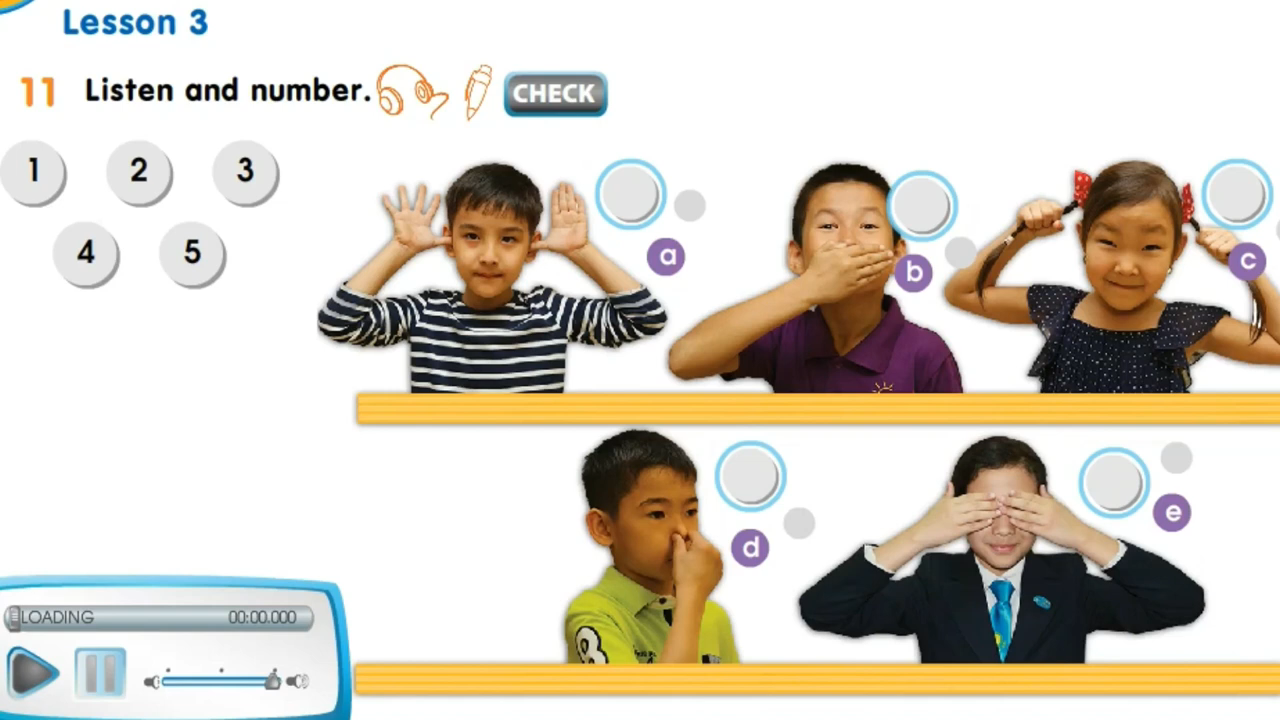 Lesson 3
11 Listen and number. CHECK
1 2 3
4 5
a
b
c
d
e
8
LOADING 00:00.000